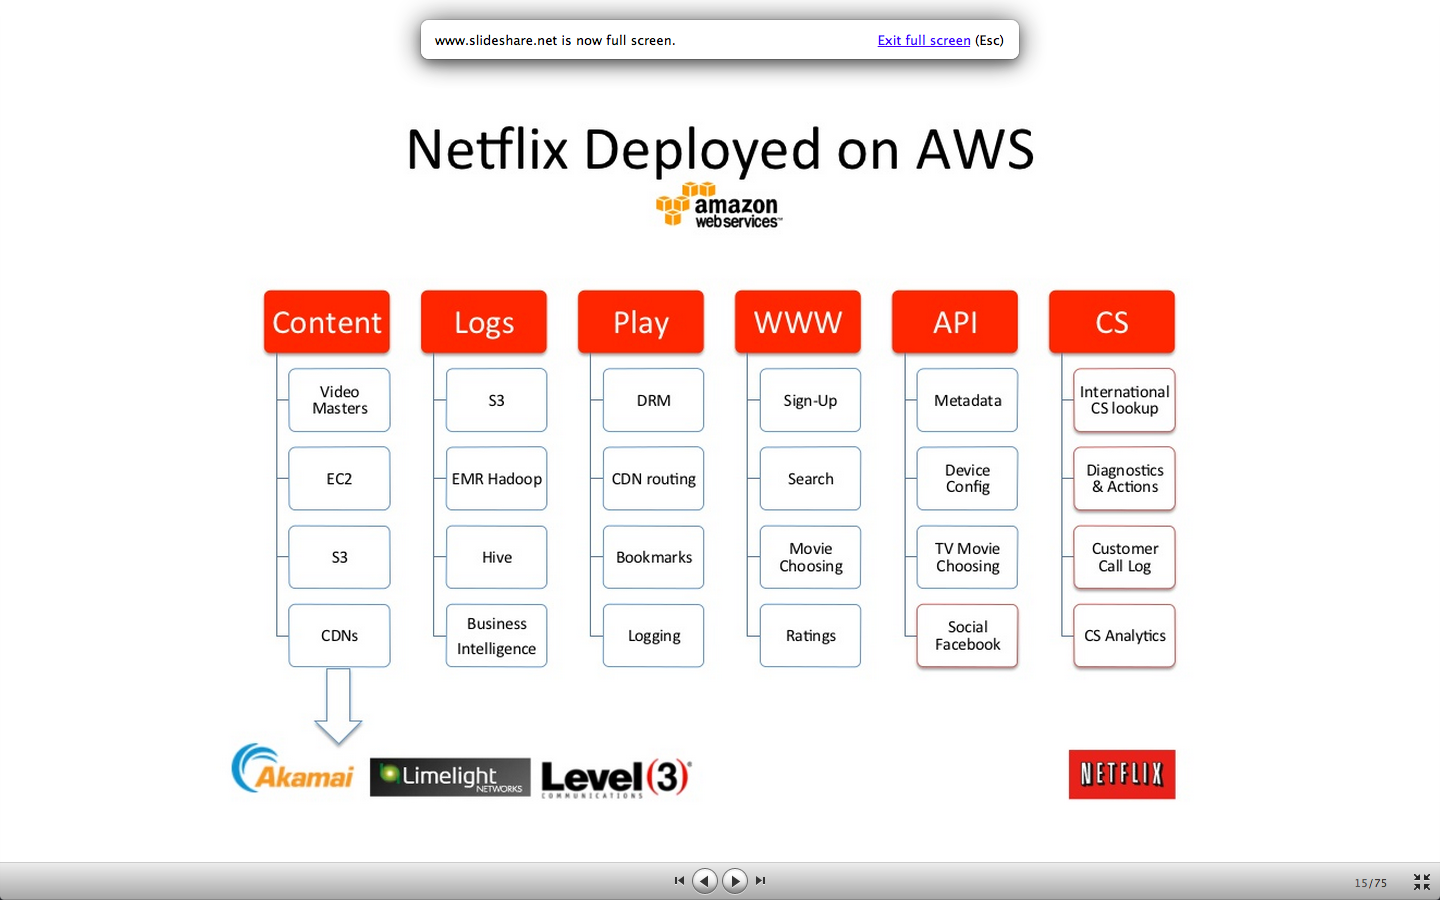 www.slideshare.net is now full screen.
Exit full screen (Esc)
Netflix Deployed on AWS
amazon
webservices™
Content
Logs
Play
WWW
API
CS
Video
Masters
S3
DRM
Sign-Up
Metadata
International
CS lookup
EC2
EMR Hadoop
CDN routing
Search
Device
Config
Diagnostics
& Actions
S3
Hive
Bookmarks
Movie
Choosing
TV Movie
Choosing
Customer
Call Log
CDNs
Business
Intelligence
Logging
Ratings
Social
Facebook
CS Analytics
Akamai
Limelight
NETWORKS
Level(3)®
COMMUNICATIONS
NETFLIX
15/75